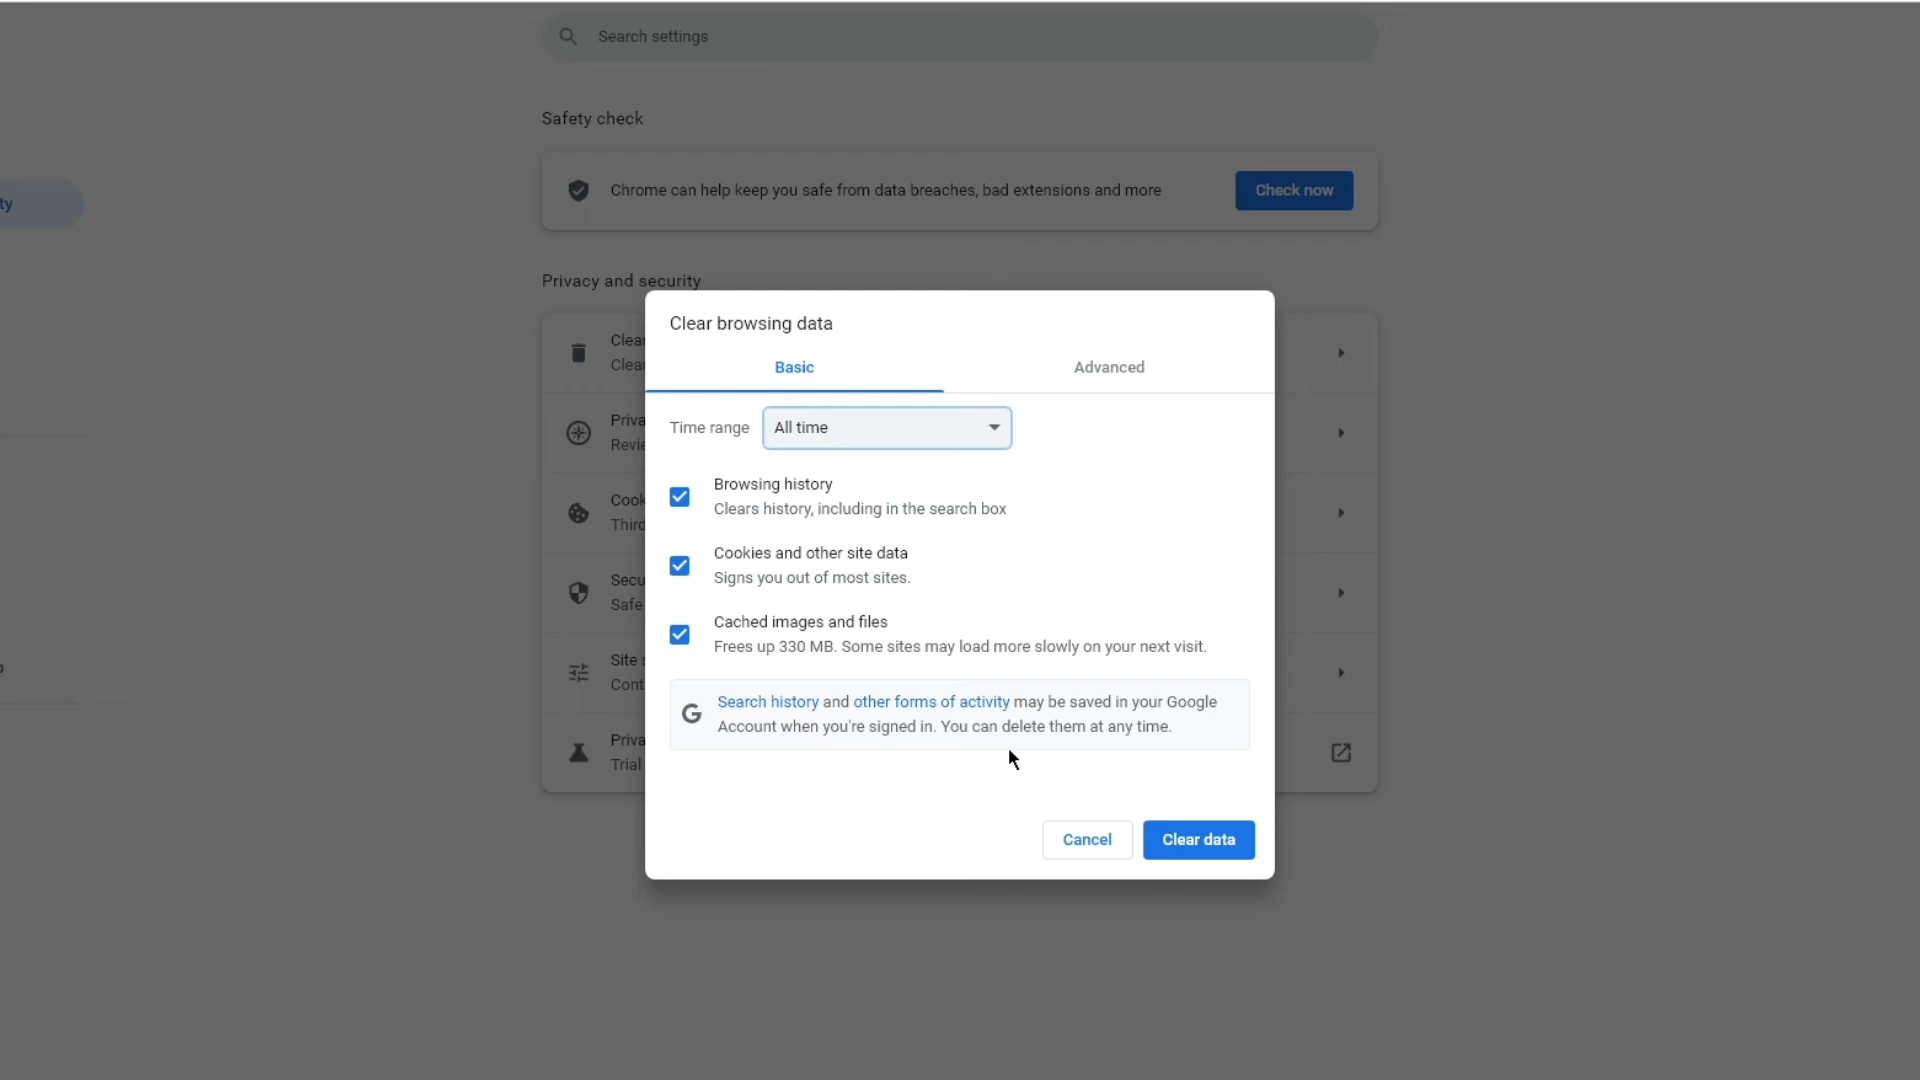 Search settings
Safety check
Chrome can help keep you safe from data breaches, bad extensions and more
Check now
ty
Privacy and security
Clear browsing data
Basic
Advanced
Time range
All time
Browsing history
Clears history, including in the search box
Cookies and other site data
Signs you out of most sites.
Cached images and files
Frees up 330 MB. Some sites may load more slowly on your next visit.
Search history and other forms of activity may be saved in your Google
Account when you're signed in. You can delete them at any time.
Cancel
Clear data
Clea
Clea
Priva
Revie
Cook
Third
Secu
Safe
Site s
Cont
Priva
Trial